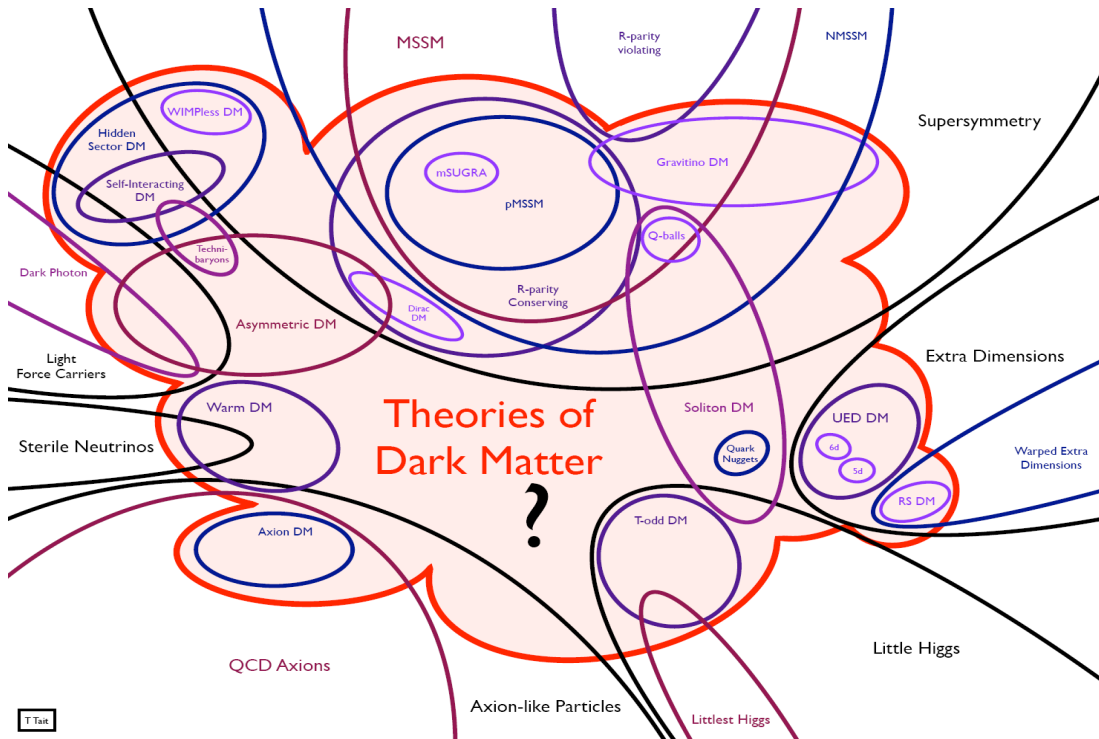 MSSM
R-parity
violating
NMSSM
Supersymmetry
WIMPless DM
Hidden
Sector DM
Self-Interacting
DM
mSUGRA
pMSSM
Gravitino DM
Q-balls
Techni-
baryons
Dark Photon
R-parity
Conserving
Dirac
DM
Asymmetric DM
Light
Force Carriers
Extra Dimensions
Warm DM
Theories of
Dark Matter
?
Soliton DM
UED DM
6d
5d
Sterile Neutrinos
Quark
Nuggets
Warped Extra
Dimensions
RS DM
Axion DM
T-odd DM
Little Higgs
QCD Axions
Axion-like Particles
Littlest Higgs
T Tait